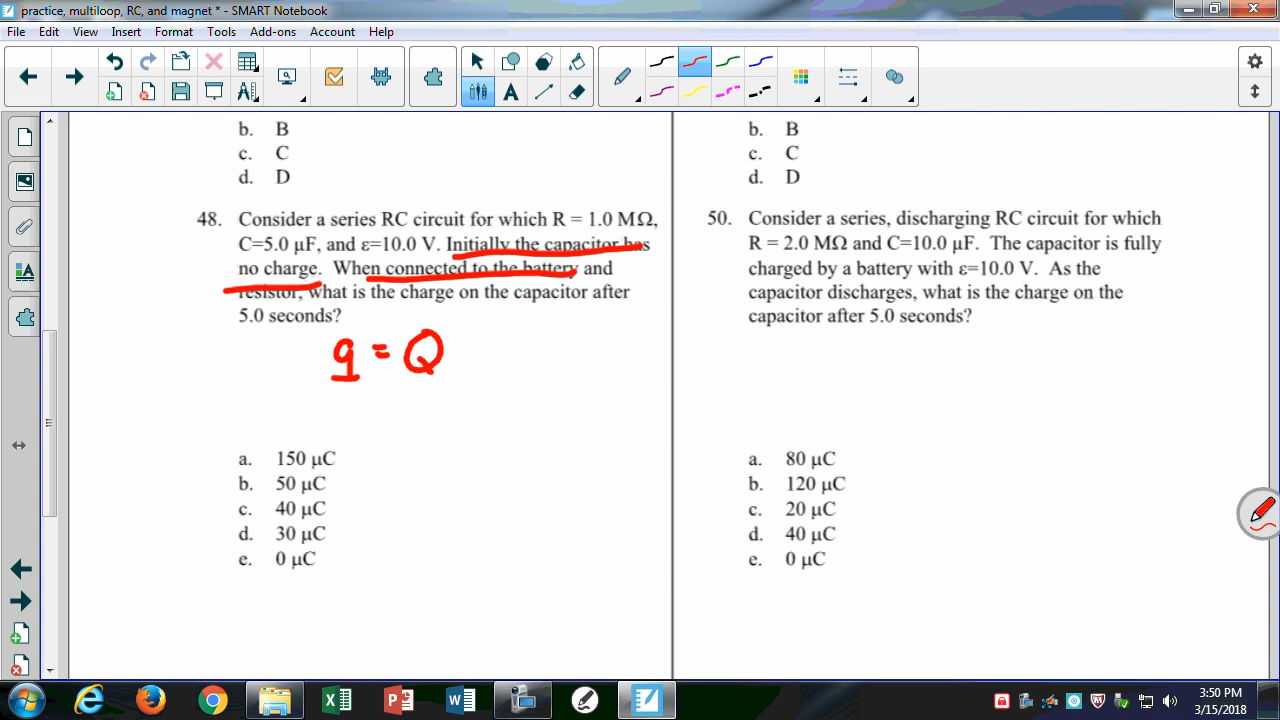 practice, multiloop, RC, and magnet * - SMART Notebook
File Edit View Insert Format Tools Add-ons Account Help
b. B
c. C
d. D
48. Consider a series RC circuit for which R = 1.0 MΩ,
C=5.0 µF, and ε=10.0 V. Initially the capacitor has
no charge. When connected to the battery and
resistor, what is the charge on the capacitor after
5.0 seconds?
q = Q
a. 150 µC
b. 50 µC
c. 40 µC
d. 30 µC
e. 0 µC
b. B
c. C
d. D
50. Consider a series, discharging RC circuit for which
R = 2.0 MΩ and C=10.0 µF. The capacitor is fully
charged by a battery with ε=10.0 V. As the
capacitor discharges, what is the charge on the
capacitor after 5.0 seconds?
a. 80 µC
b. 120 µC
c. 20 µC
d. 40 µC
e. 0 µC
3:50 PM
3/15/2018